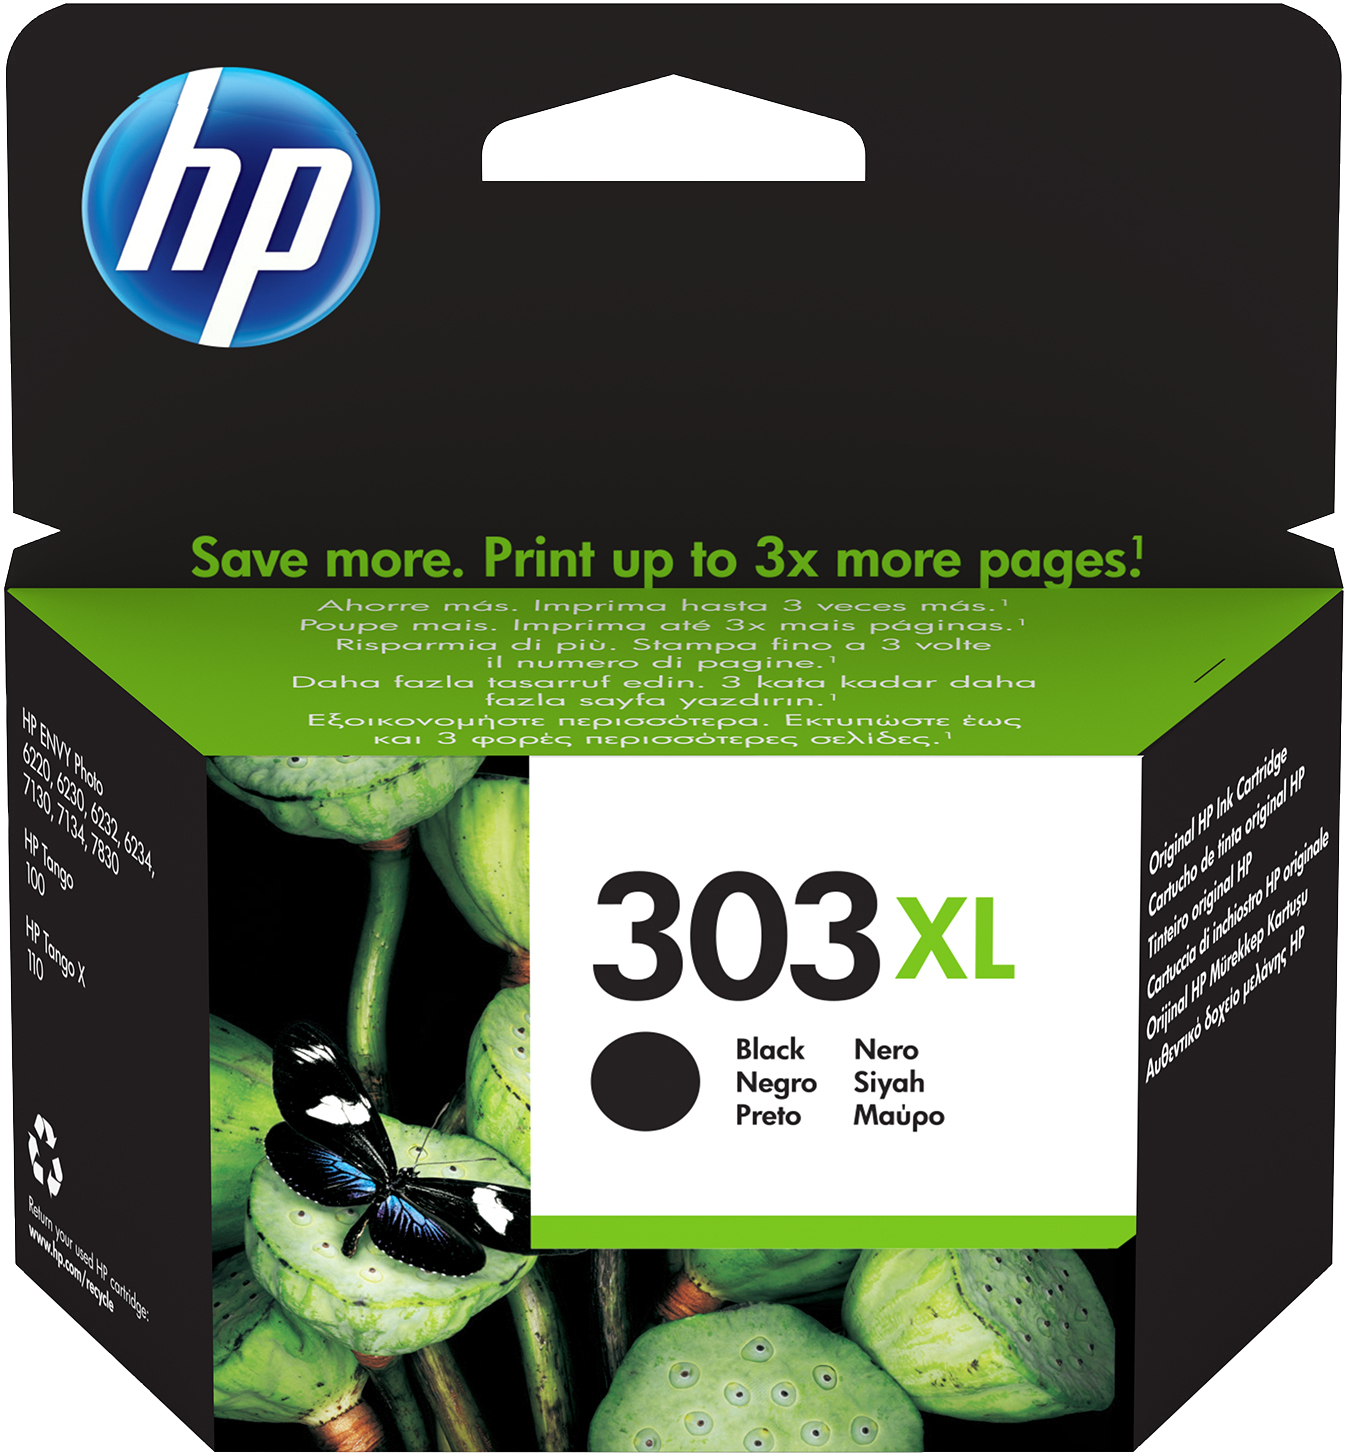 hp
Save more. Print up to 3x more pages!¹
Ahorre más. Imprima hasta 3 veces más.¹
Poupe mais. Imprima até 3x mais páginas.¹
Risparmia di più. Stampa fino a 3 volte
il numero di pagine.¹
Daha fazla tasarruf edin. 3 kata kadar daha
fazla sayfa yazdırın.¹
Εξοικονομήστε περισσότερα. Εκτυπώστε έως
και 3 φορές περισσότερες σελίδες.¹
HP ENVY Photo
6220, 6230, 6232, 6234,
7130, 7134, 7830
HP Tango
100
HP Tango X
110
Return your used HP cartridge:
www.hp.com/recycle
303XL
Black
Negro
Preto
Nero
Siyah
Μαύρο
Original HP Ink Cartridge
Cartucho de tinta original HP
Tinteiro original HP
Cartuccia di inchiostro HP originale
Orijinal HP Mürekkep Kartuşu
Αυθεντικό δοχείο μελάνης HP